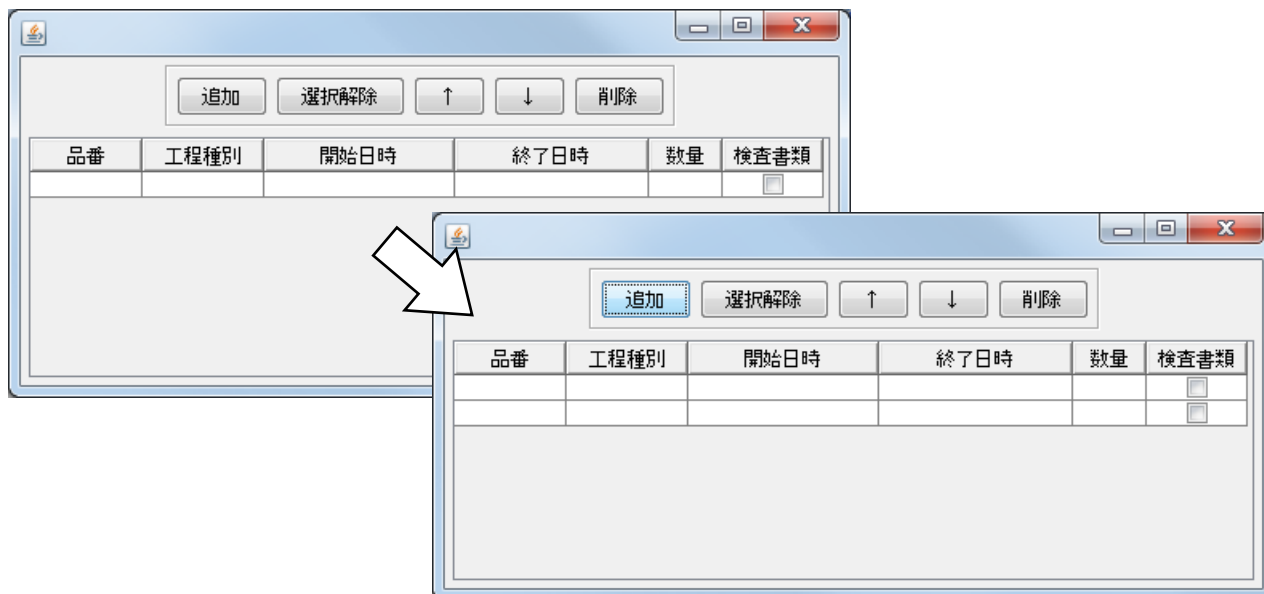 追加 選択解除 ↑ ↓ 削除
品番 工程種別 開始日時 終了日時 数量 検査書類
追加 選択解除 ↑ ↓ 削除
品番 工程種別 開始日時 終了日時 数量 検査書類